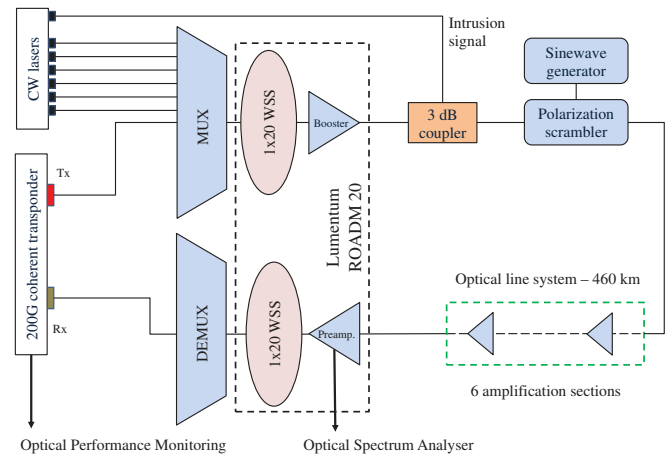 Intrusion
signal
CW lasers
MUX
1x20 WSS
Booster
3 dB
coupler
Sinewave
generator
Polarization
scrambler
Tx
200G coherent transponder
Rx
Lumentum
ROADM 20
DEMUX
1x20 WSS
Preamp.
Optical line system – 460 km
6 amplification sections
Optical Performance Monitoring
Optical Spectrum Analyser